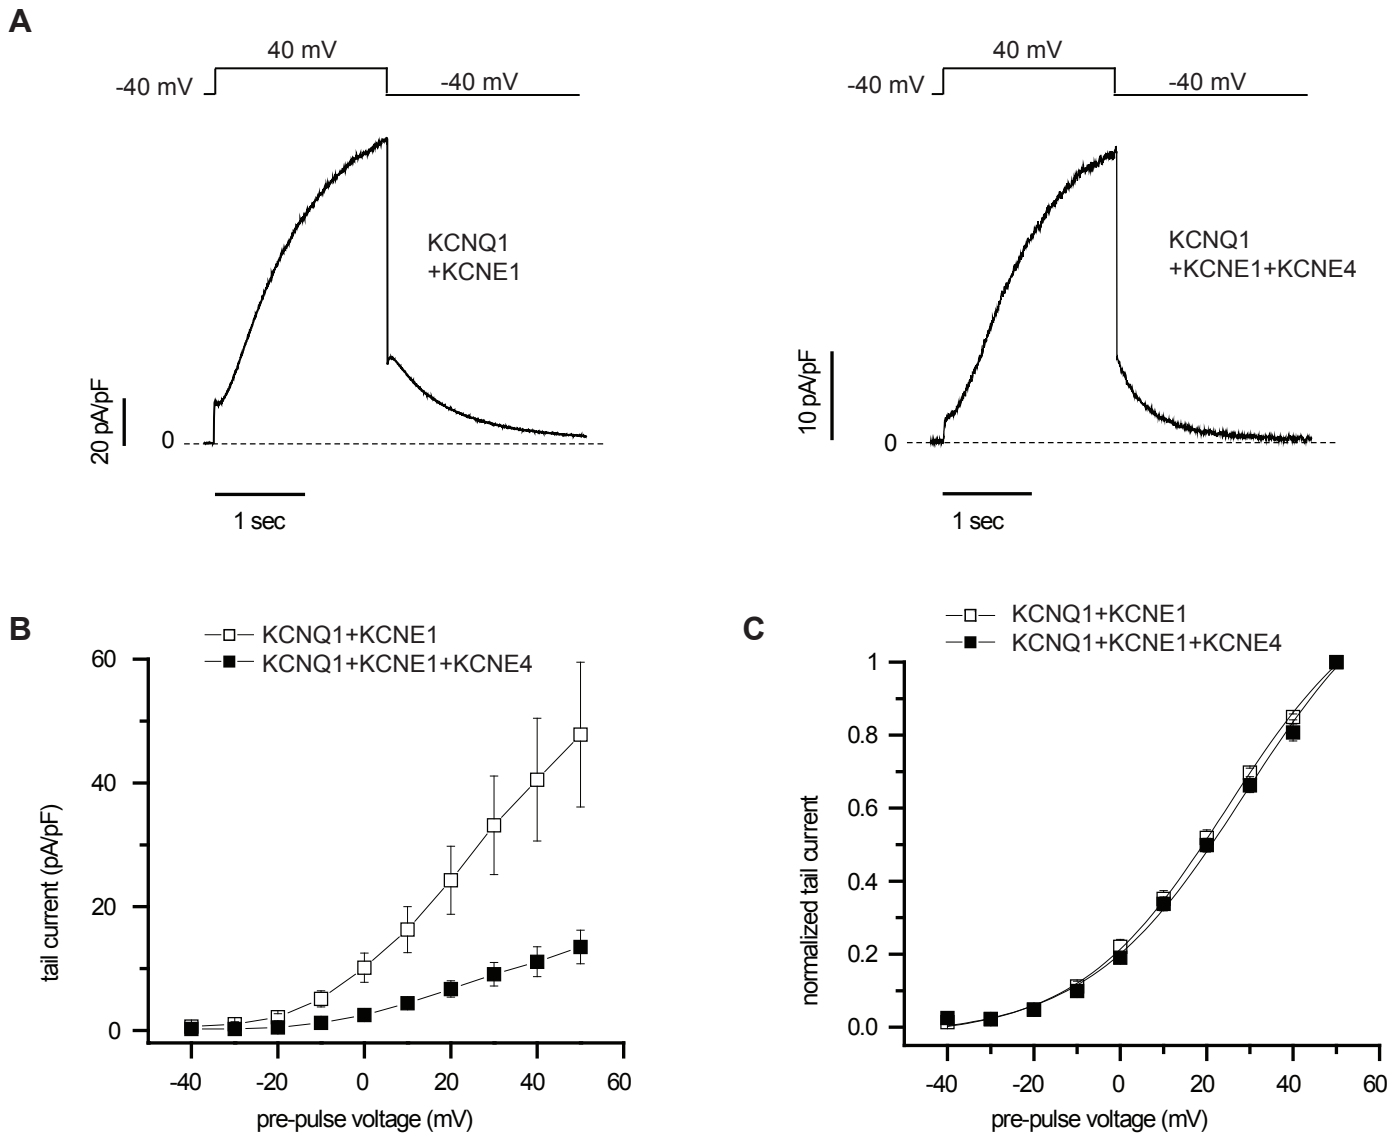 A
40 mV
-40 mV
-40 mV
KCNQ1
+KCNE1
20 pA/pF
0
1 sec
40 mV
-40 mV
-40 mV
KCNQ1
+KCNE1+KCNE4
10 pA/pF
0
1 sec
B
KCNQ1+KCNE1
KCNQ1+KCNE1+KCNE4
60
40
20
0
tail current (pA/pF)
-40 -20 0 20 40 60
pre-pulse voltage (mV)
C
KCNQ1+KCNE1
KCNQ1+KCNE1+KCNE4
1
0.8
0.6
0.4
0.2
0.0
normalized tail current
-40 -20 0 20 40 60
pre-pulse voltage (mV)